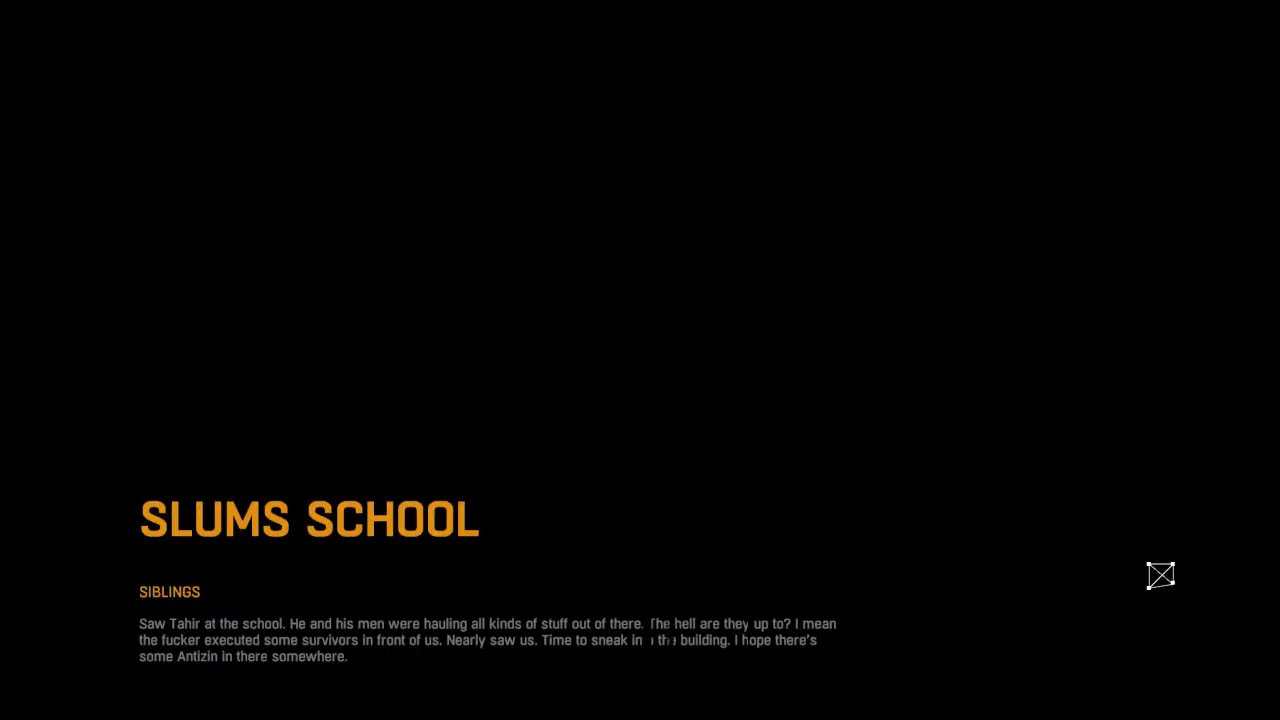 SLUMS SCHOOL
SIBLINGS
Saw Tahir at the school. He and his men were hauling all kinds of stuff out of there. The hell are they up to? I mean
the fucker executed some survivors in front of us. Nearly saw us. Time to sneak in the building. I hope there's
some Antizin in there somewhere.